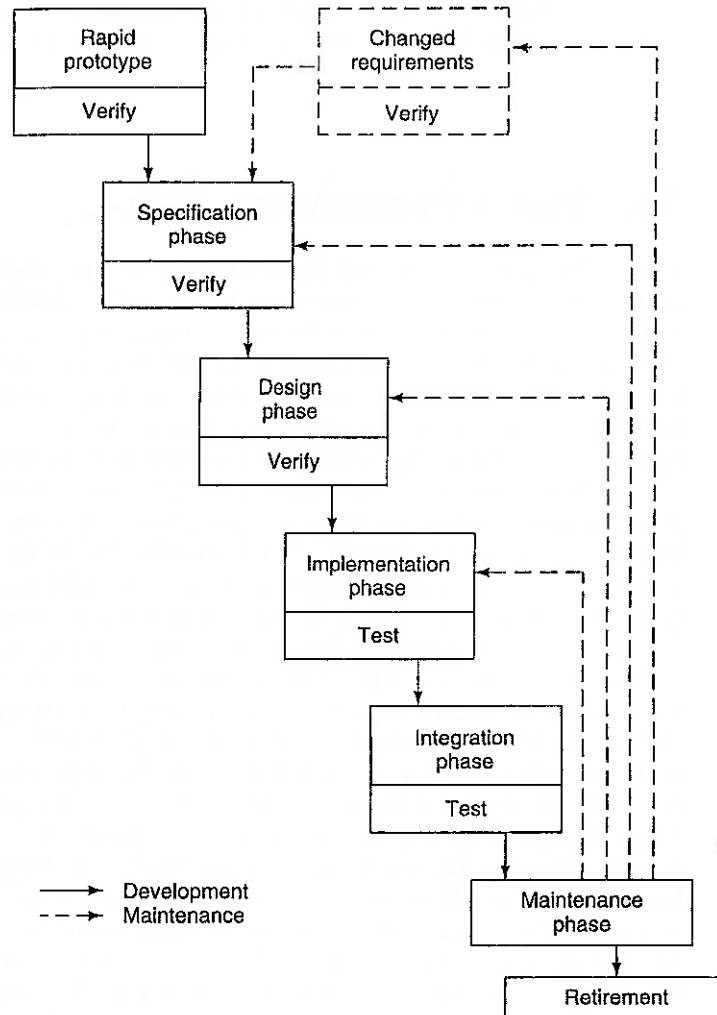 Rapid
prototype
Verify
Changed
requirements
Verify
Specification
phase
Verify
Design
phase
Verify
Implementation
phase
Test
Integration
phase
Test
Development
Maintenance
Maintenance
phase
Retirement